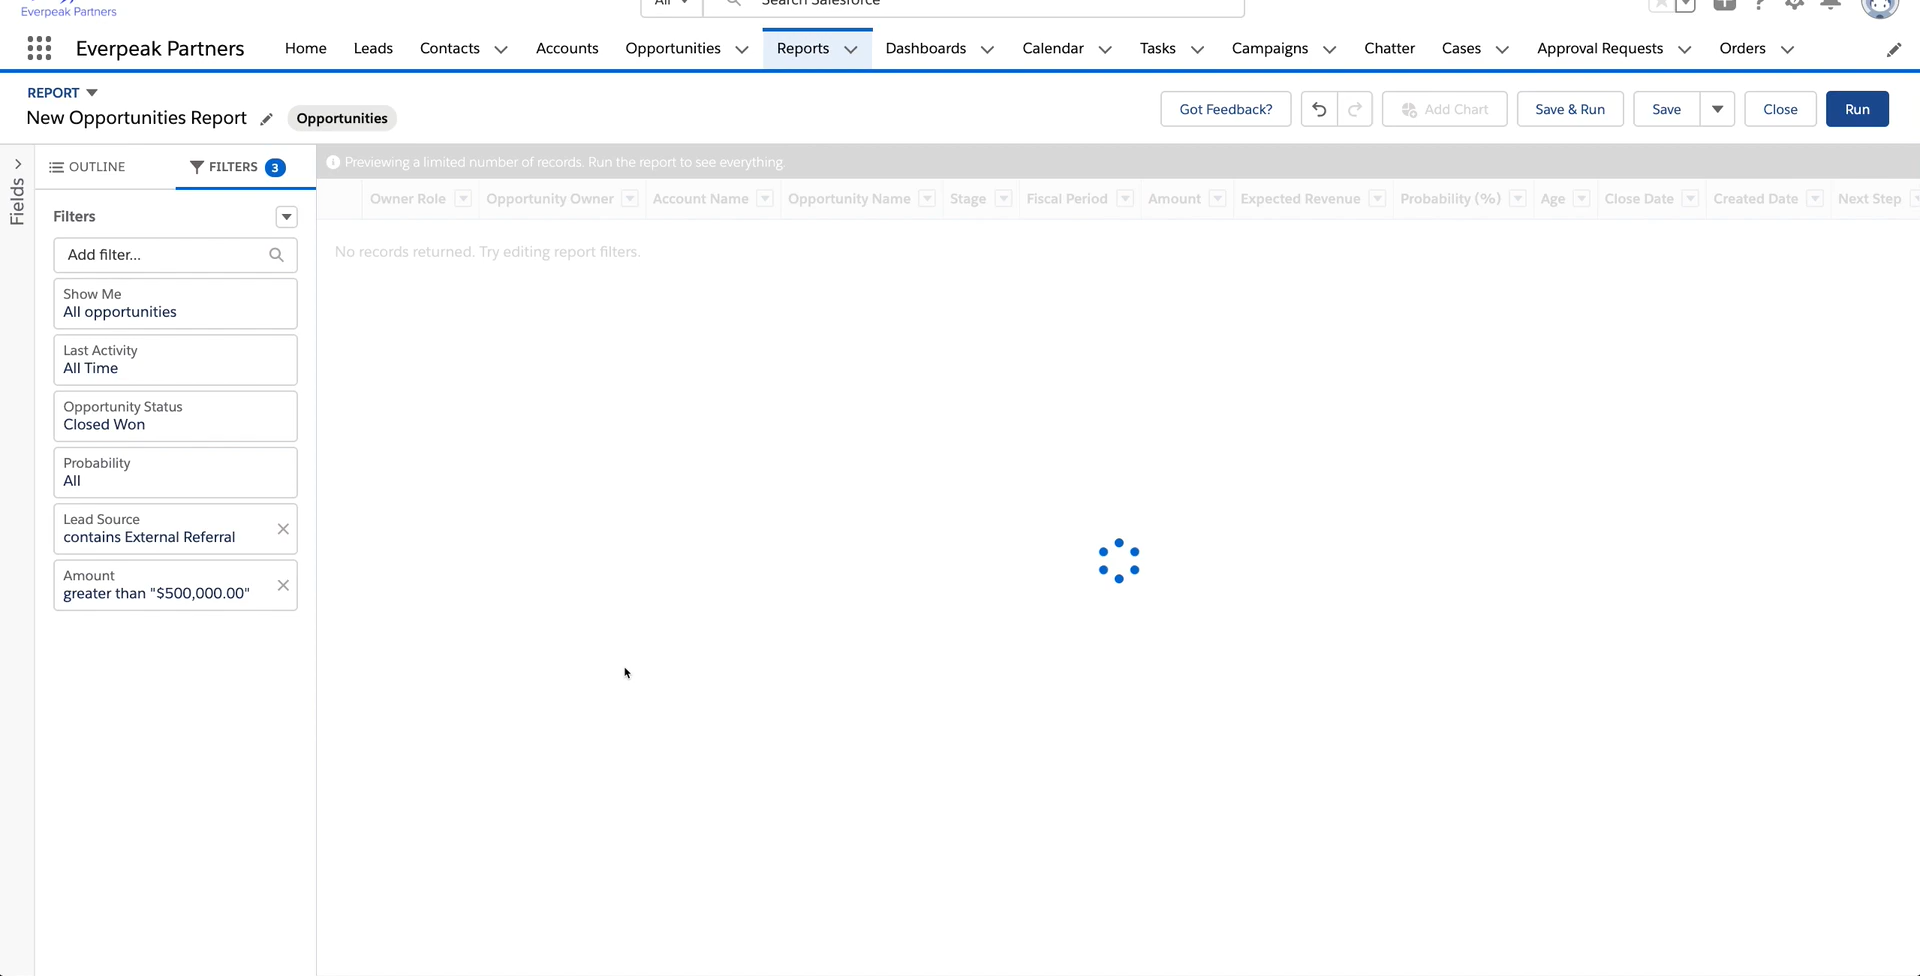 Everpeak Partners
All
Search Salesforce
Everpeak Partners Home Leads Contacts Accounts Opportunities Reports Dashboards Calendar Tasks Campaigns Chatter Cases Approval Requests Orders
REPORT
New Opportunities Report Opportunities
Got Feedback? Add Chart Save & Run Save Close Run
Fields
OUTLINE FILTERS 3
Previewing a limited number of records. Run the report to see everything.
Owner Role Opportunity Owner Account Name Opportunity Name Stage Fiscal Period Amount Expected Revenue Probability (%) Age Close Date Created Date Next Step
No records returned. Try editing report filters.
Filters
Add filter...
Show Me
All opportunities
Last Activity
All Time
Opportunity Status
Closed Won
Probability
All
Lead Source
contains External Referral
Amount
greater than "$500,000.00"